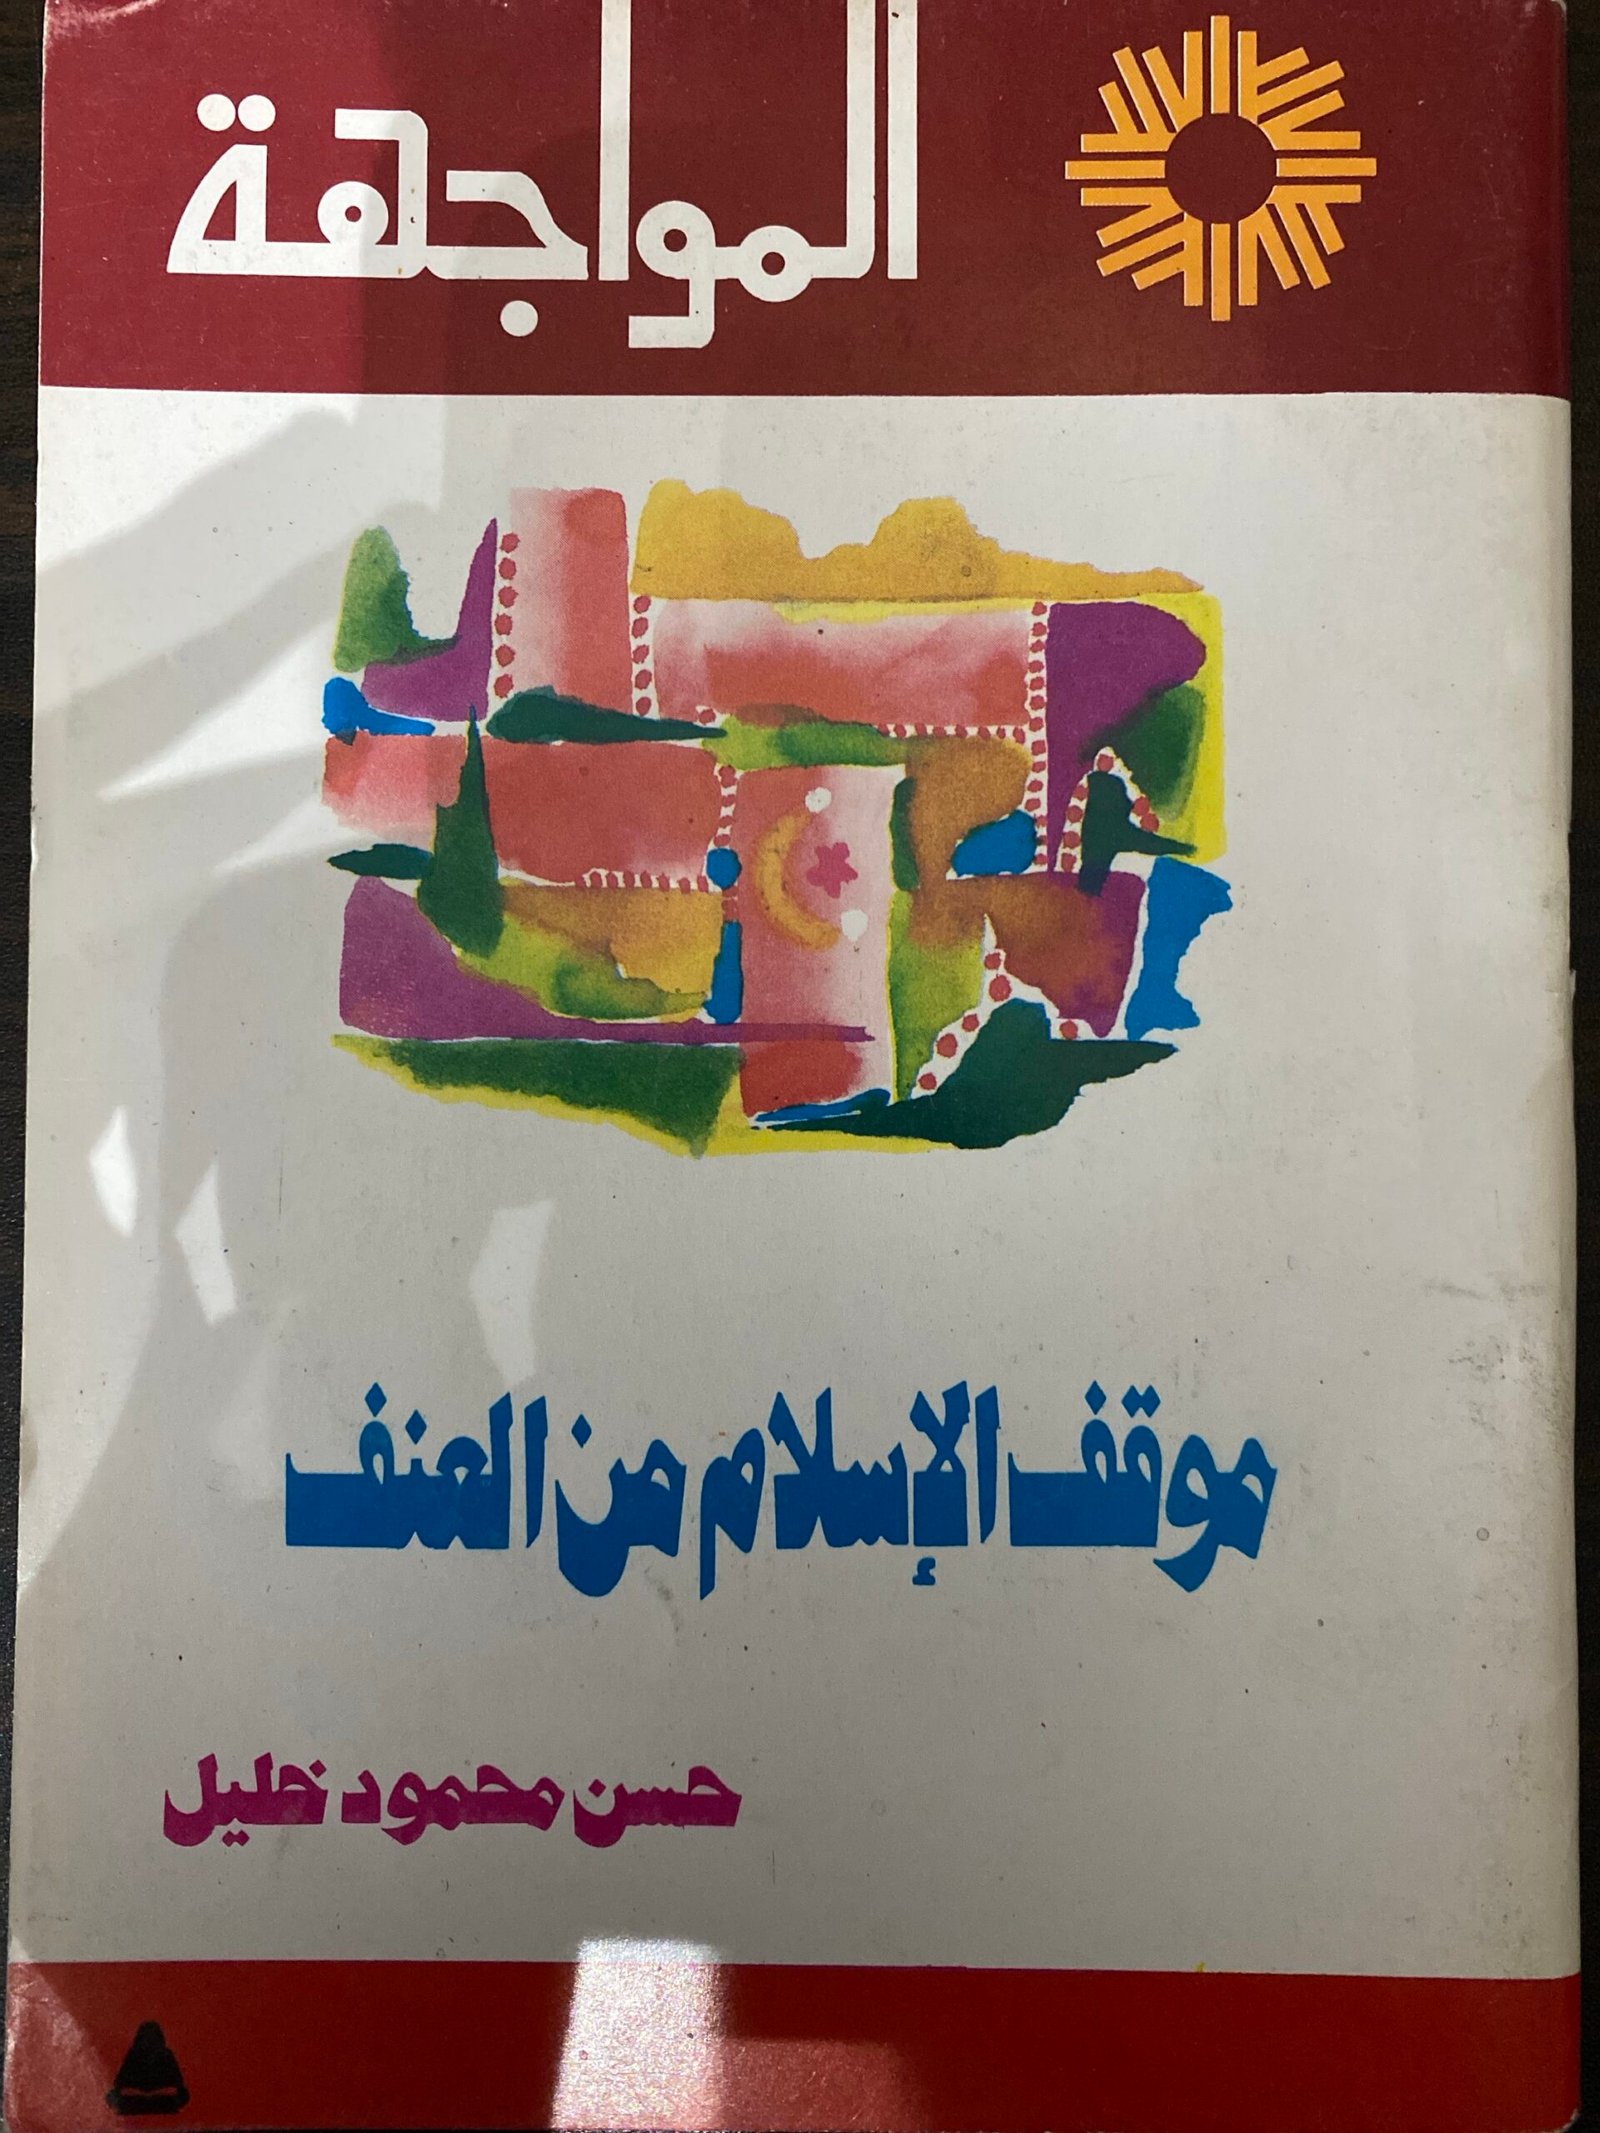 المواجهة
موقف الإسلام من العنف
حسن محمود خليل